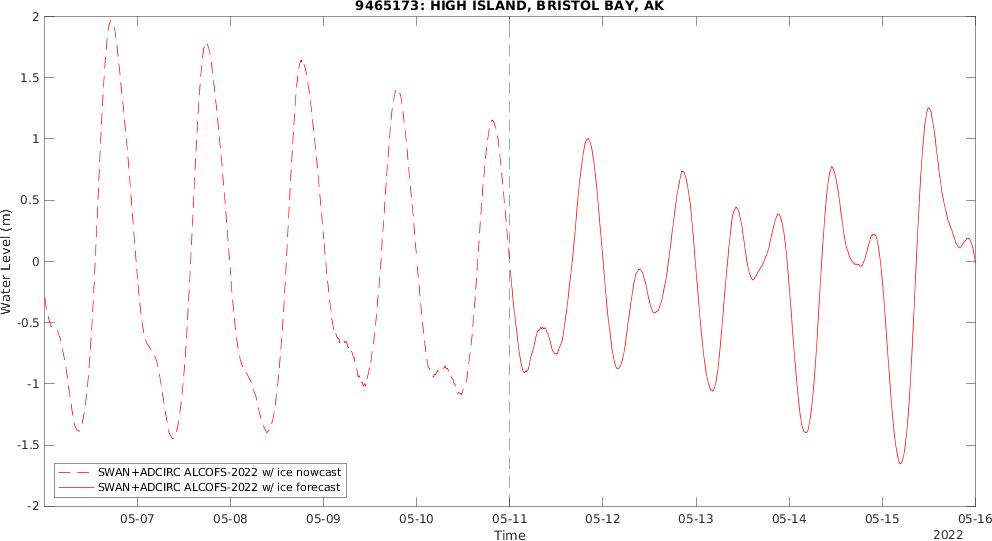 9465173: HIGH ISLAND, BRISTOL BAY, AK
2
1.5
1
0.5
0
-0.5
-1
-1.5
-2
Water Level (m)
SWAN+ADCIRC ALCOFS-2022 w/ ice nowcast
SWAN+ADCIRC ALCOFS-2022 w/ ice forecast
05-07 05-08 05-09 05-10 05-11 05-12 05-13 05-14 05-15 05-16
Time
2022